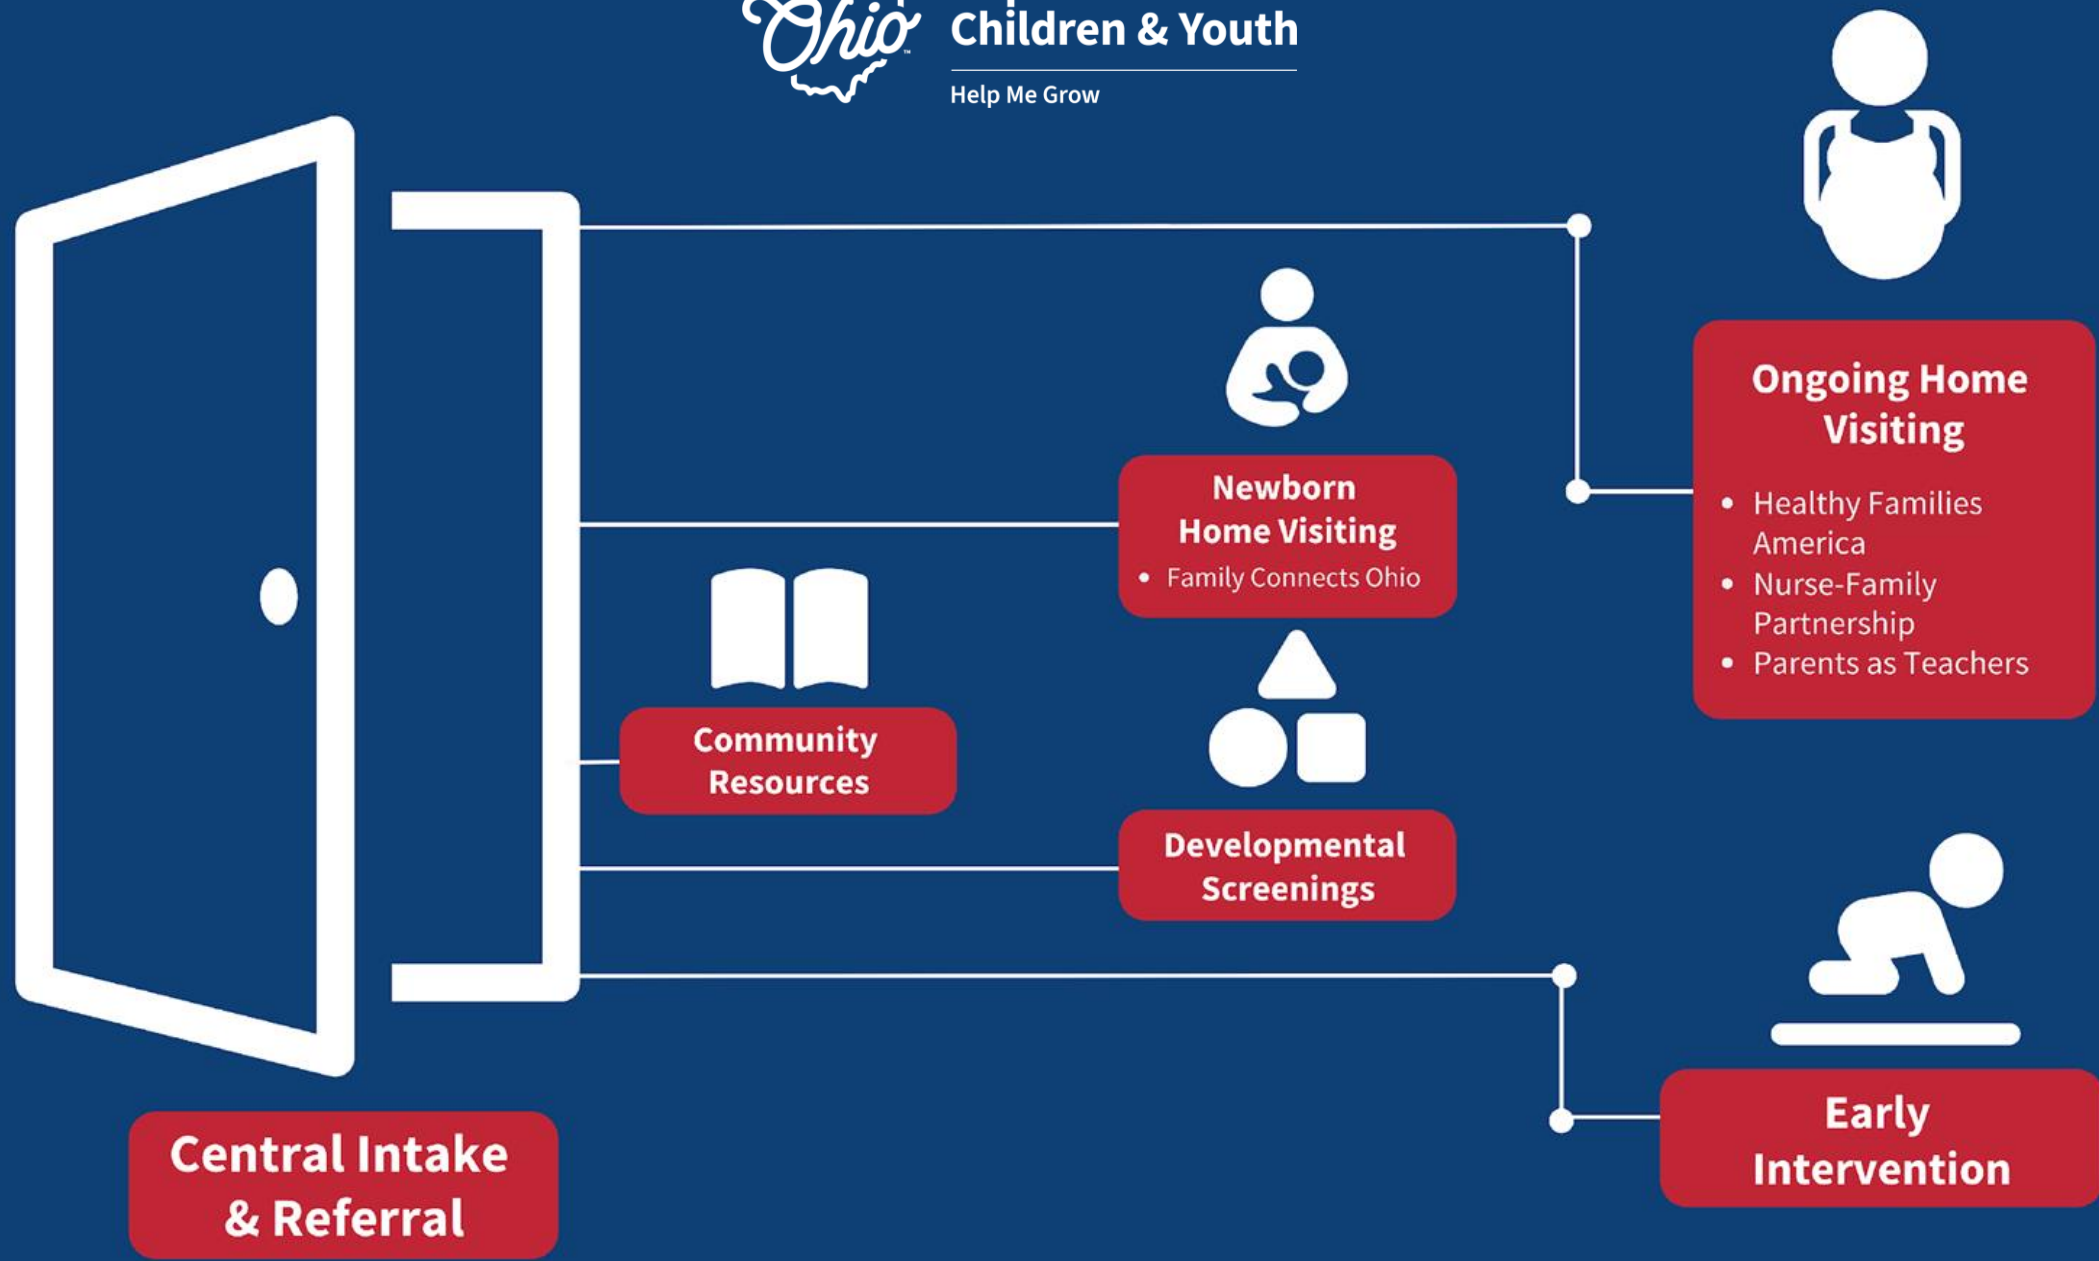 Ohio
Children & Youth
Help Me Grow
Ongoing Home
Visiting
• Healthy Families
America
• Nurse-Family
Partnership
• Parents as Teachers
Newborn
Home Visiting
• Family Connects Ohio
Community
Resources
Developmental
Screenings
Early
Intervention
Central Intake
& Referral